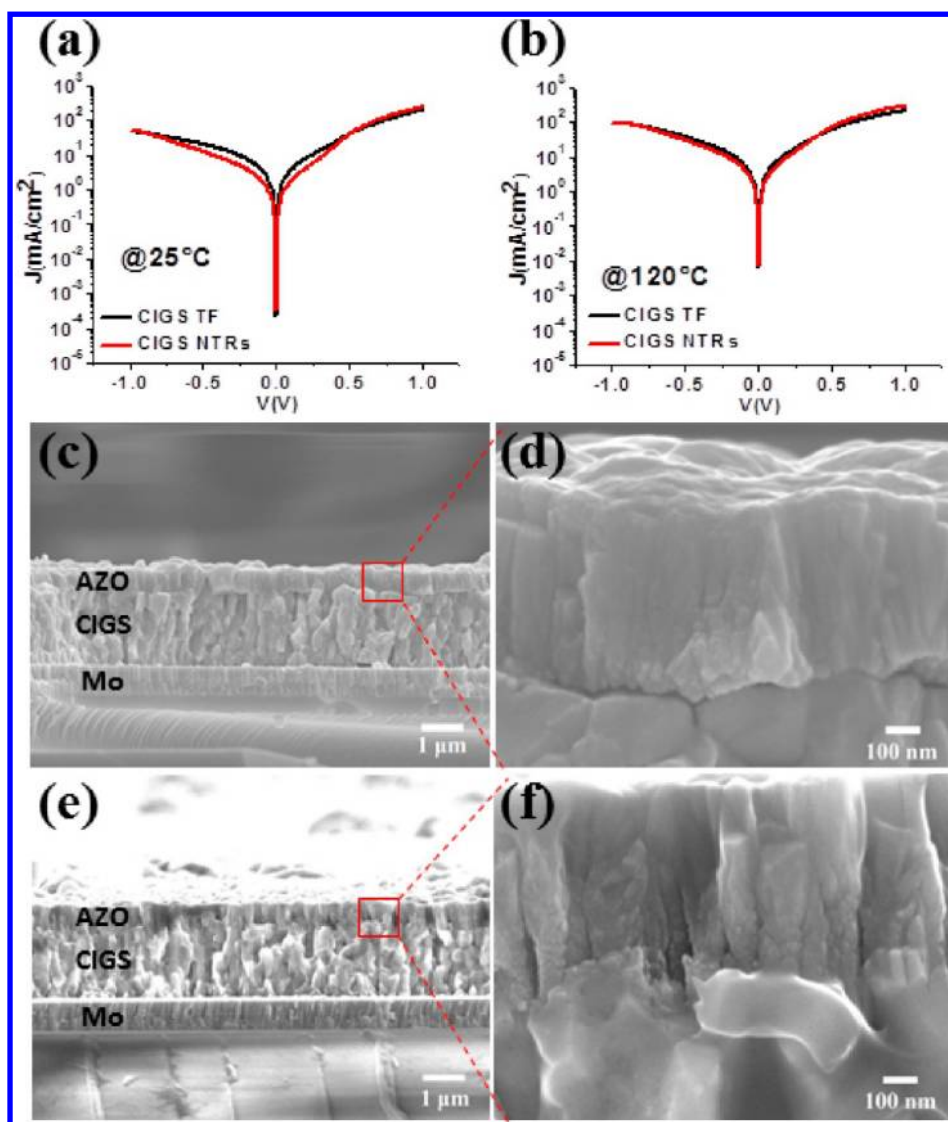 (a)
10³
10²
10¹
10⁰
10⁻¹
10⁻²
10⁻³
10⁻⁴
10⁻⁵
J(mA/cm²)
@25°C
CIGS TF
CIGS NTRs
-1.0 -0.5 0.0 0.5 1.0
V(V)
(b)
10³
10²
10¹
10⁰
10⁻¹
10⁻²
10⁻³
10⁻⁴
10⁻⁵
J(mA/cm²)
@120°C
CIGS TF
CIGS NTRs
-1.0 -0.5 0.0 0.5 1.0
V(V)
(c)
AZO
CIGS
Mo
1 µm
(d)
100 nm
(e)
AZO
CIGS
Mo
1 µm
(f)
100 nm